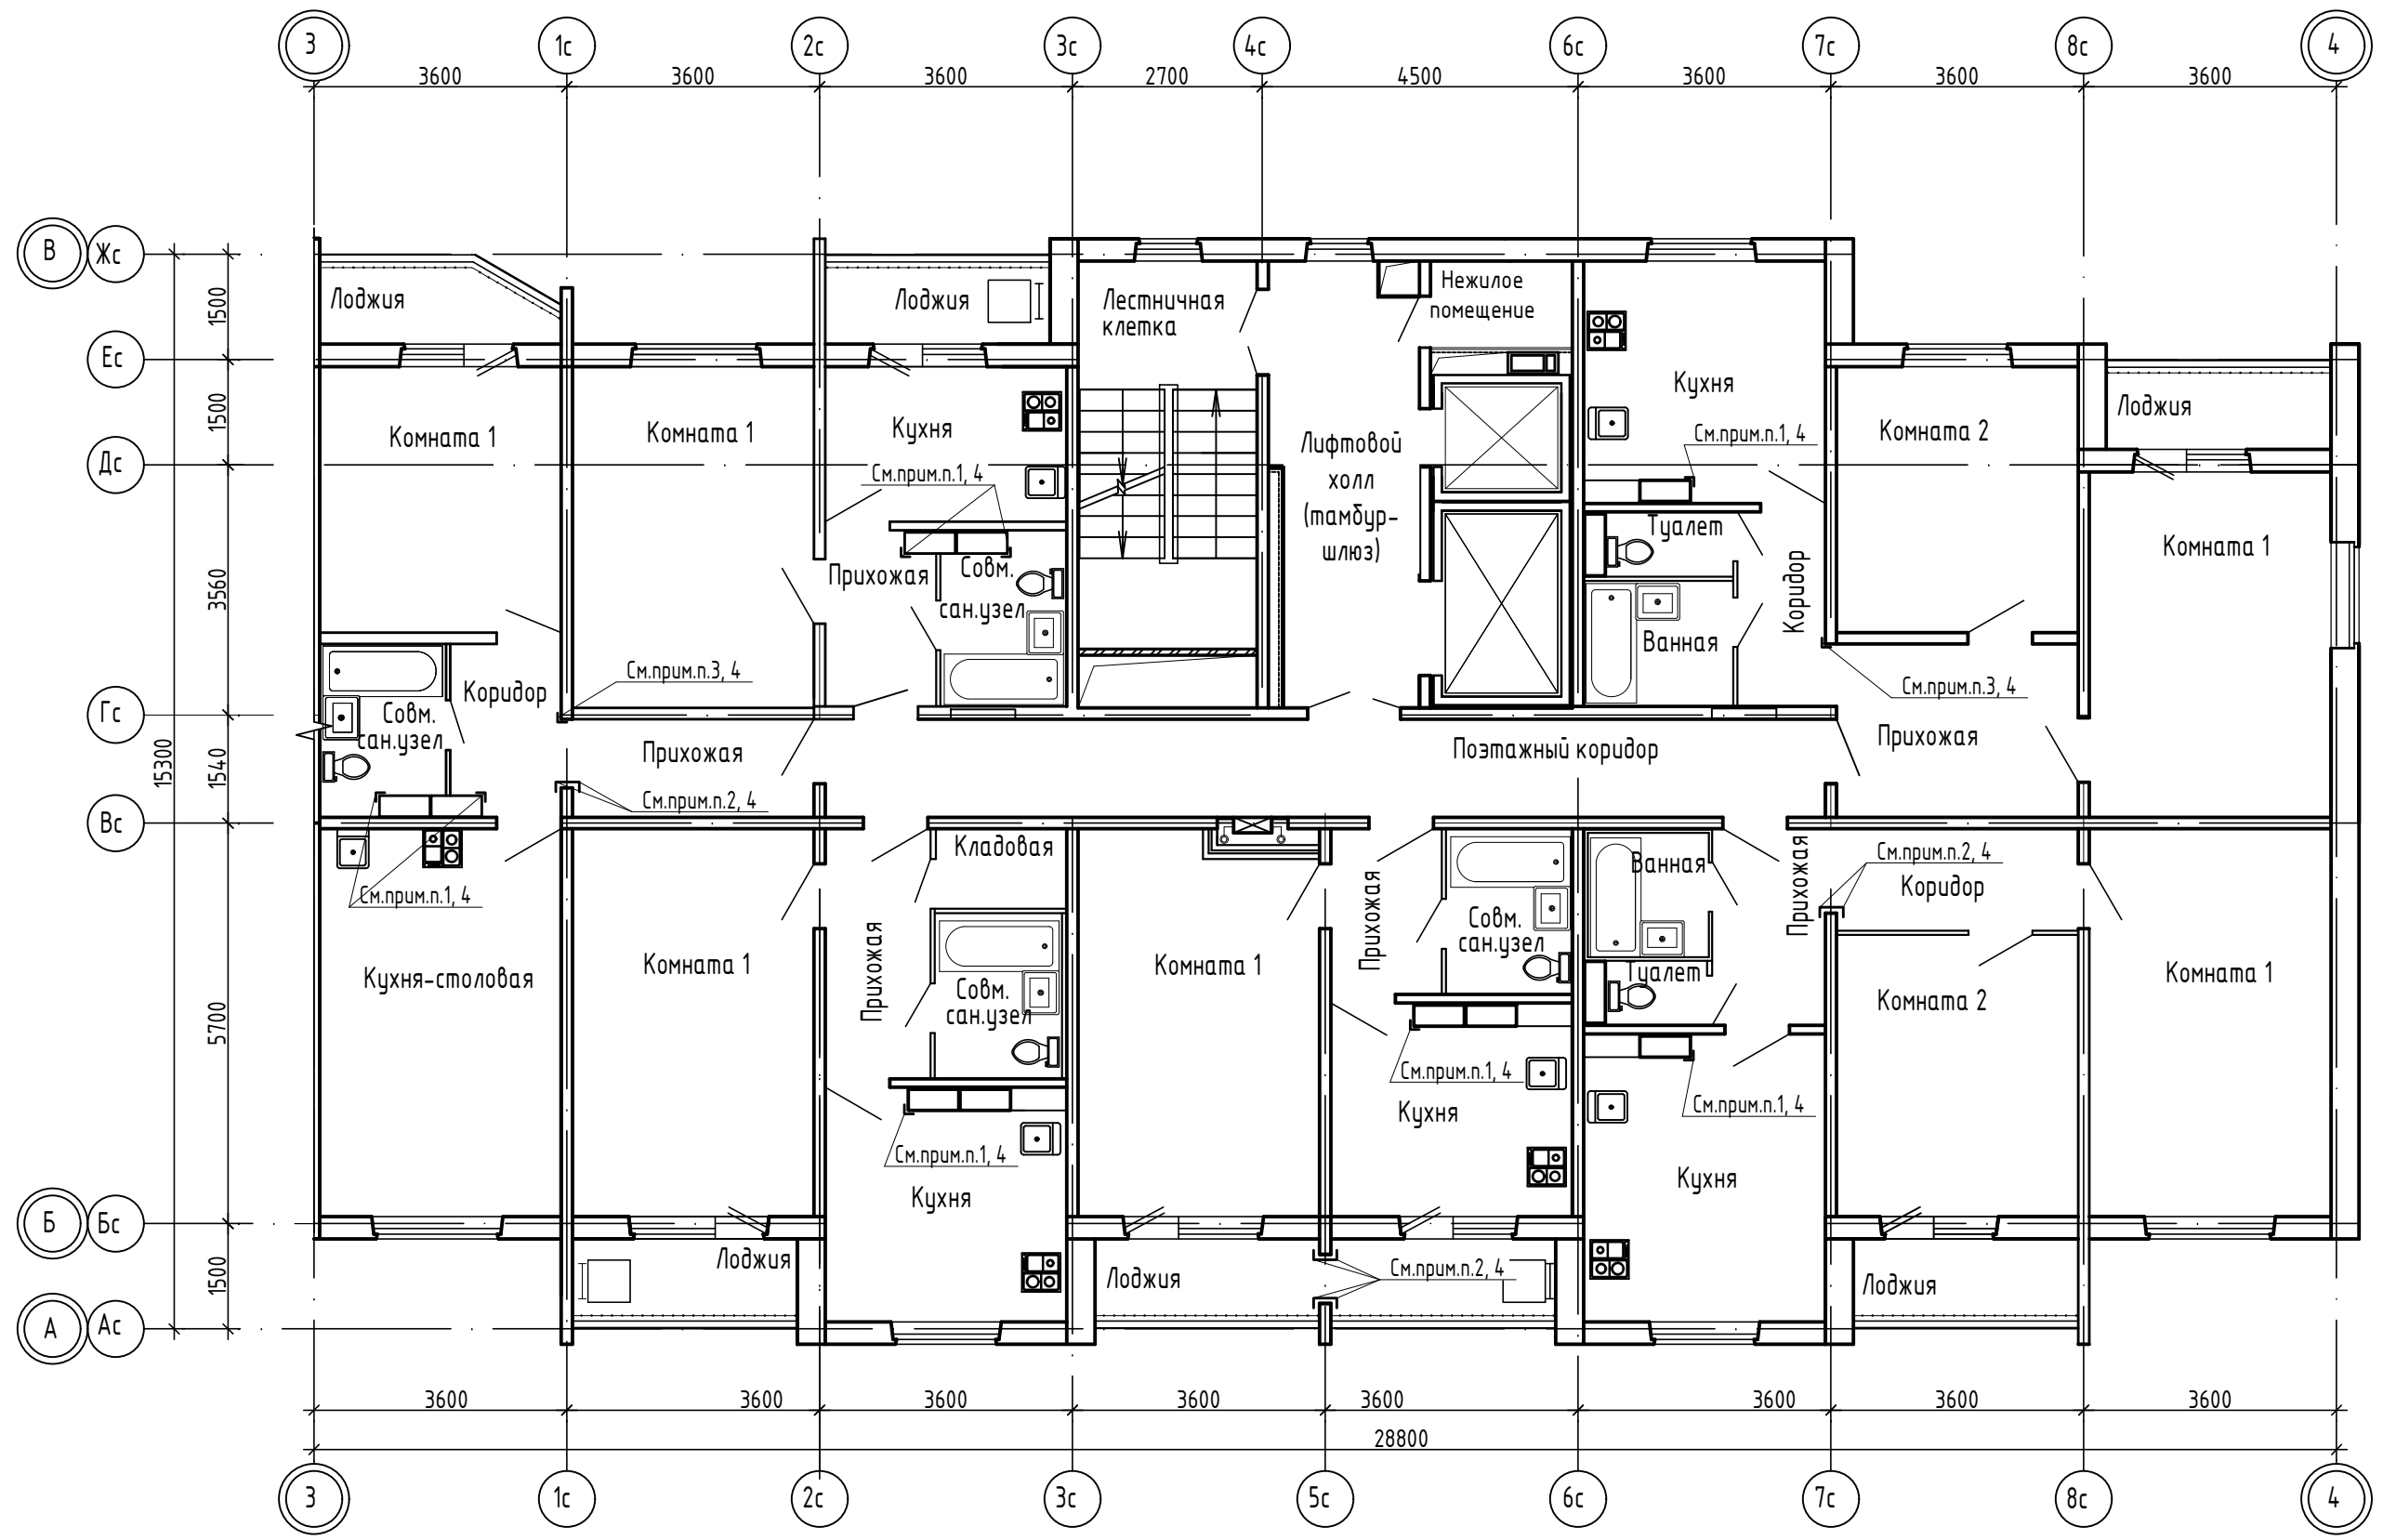 3
1с
2с
3с
4с
6с
7с
8с
4
3600
3600
3600
2700
4500
3600
3600
3600
В
Жс
Ес
Дс
Гс
Вс
Б
Бс
А
Ас
1500
1500
3560
1540
5700
1500
15300
Лоджия
Лоджия
Лестничная
клетка
Нежилое
помещение
Кухня
Комната 2
Лоджия
Комната 1
Комната 1
Кухня
См.прим.п.1, 4
Лифтовой
холл
(тамбур-
шлюз)
См.прим.п.1, 4
Туалет
Ванная
Коридор
Комната 1
Прихожая
Совм.
сан.узел
См.прим.п.3, 4
Коридор
Совм.
сан.узел
См.прим.п.3, 4
Прихожая
Прихожая
Поэтажный коридор
См.прим.п.2, 4
Кладовая
Прихожая
Ванная
Прихожая
См.прим.п.2, 4
Коридор
См.прим.п.1, 4
Совм.
сан.узел
Туалет
Кухня-столовая
Комната 1
Прихожая
Совм.
сан.узел
Комната 1
Комната 2
Комната 1
См.прим.п.1, 4
Кухня
См.прим.п.1, 4
См.прим.п.1, 4
Кухня
Кухня
Лоджия
Лоджия
См.прим.п.2, 4
Лоджия
3600
3600
3600
3600
3600
3600
3600
3600
28800
3
1с
2с
3с
5с
6с
7с
8с
4